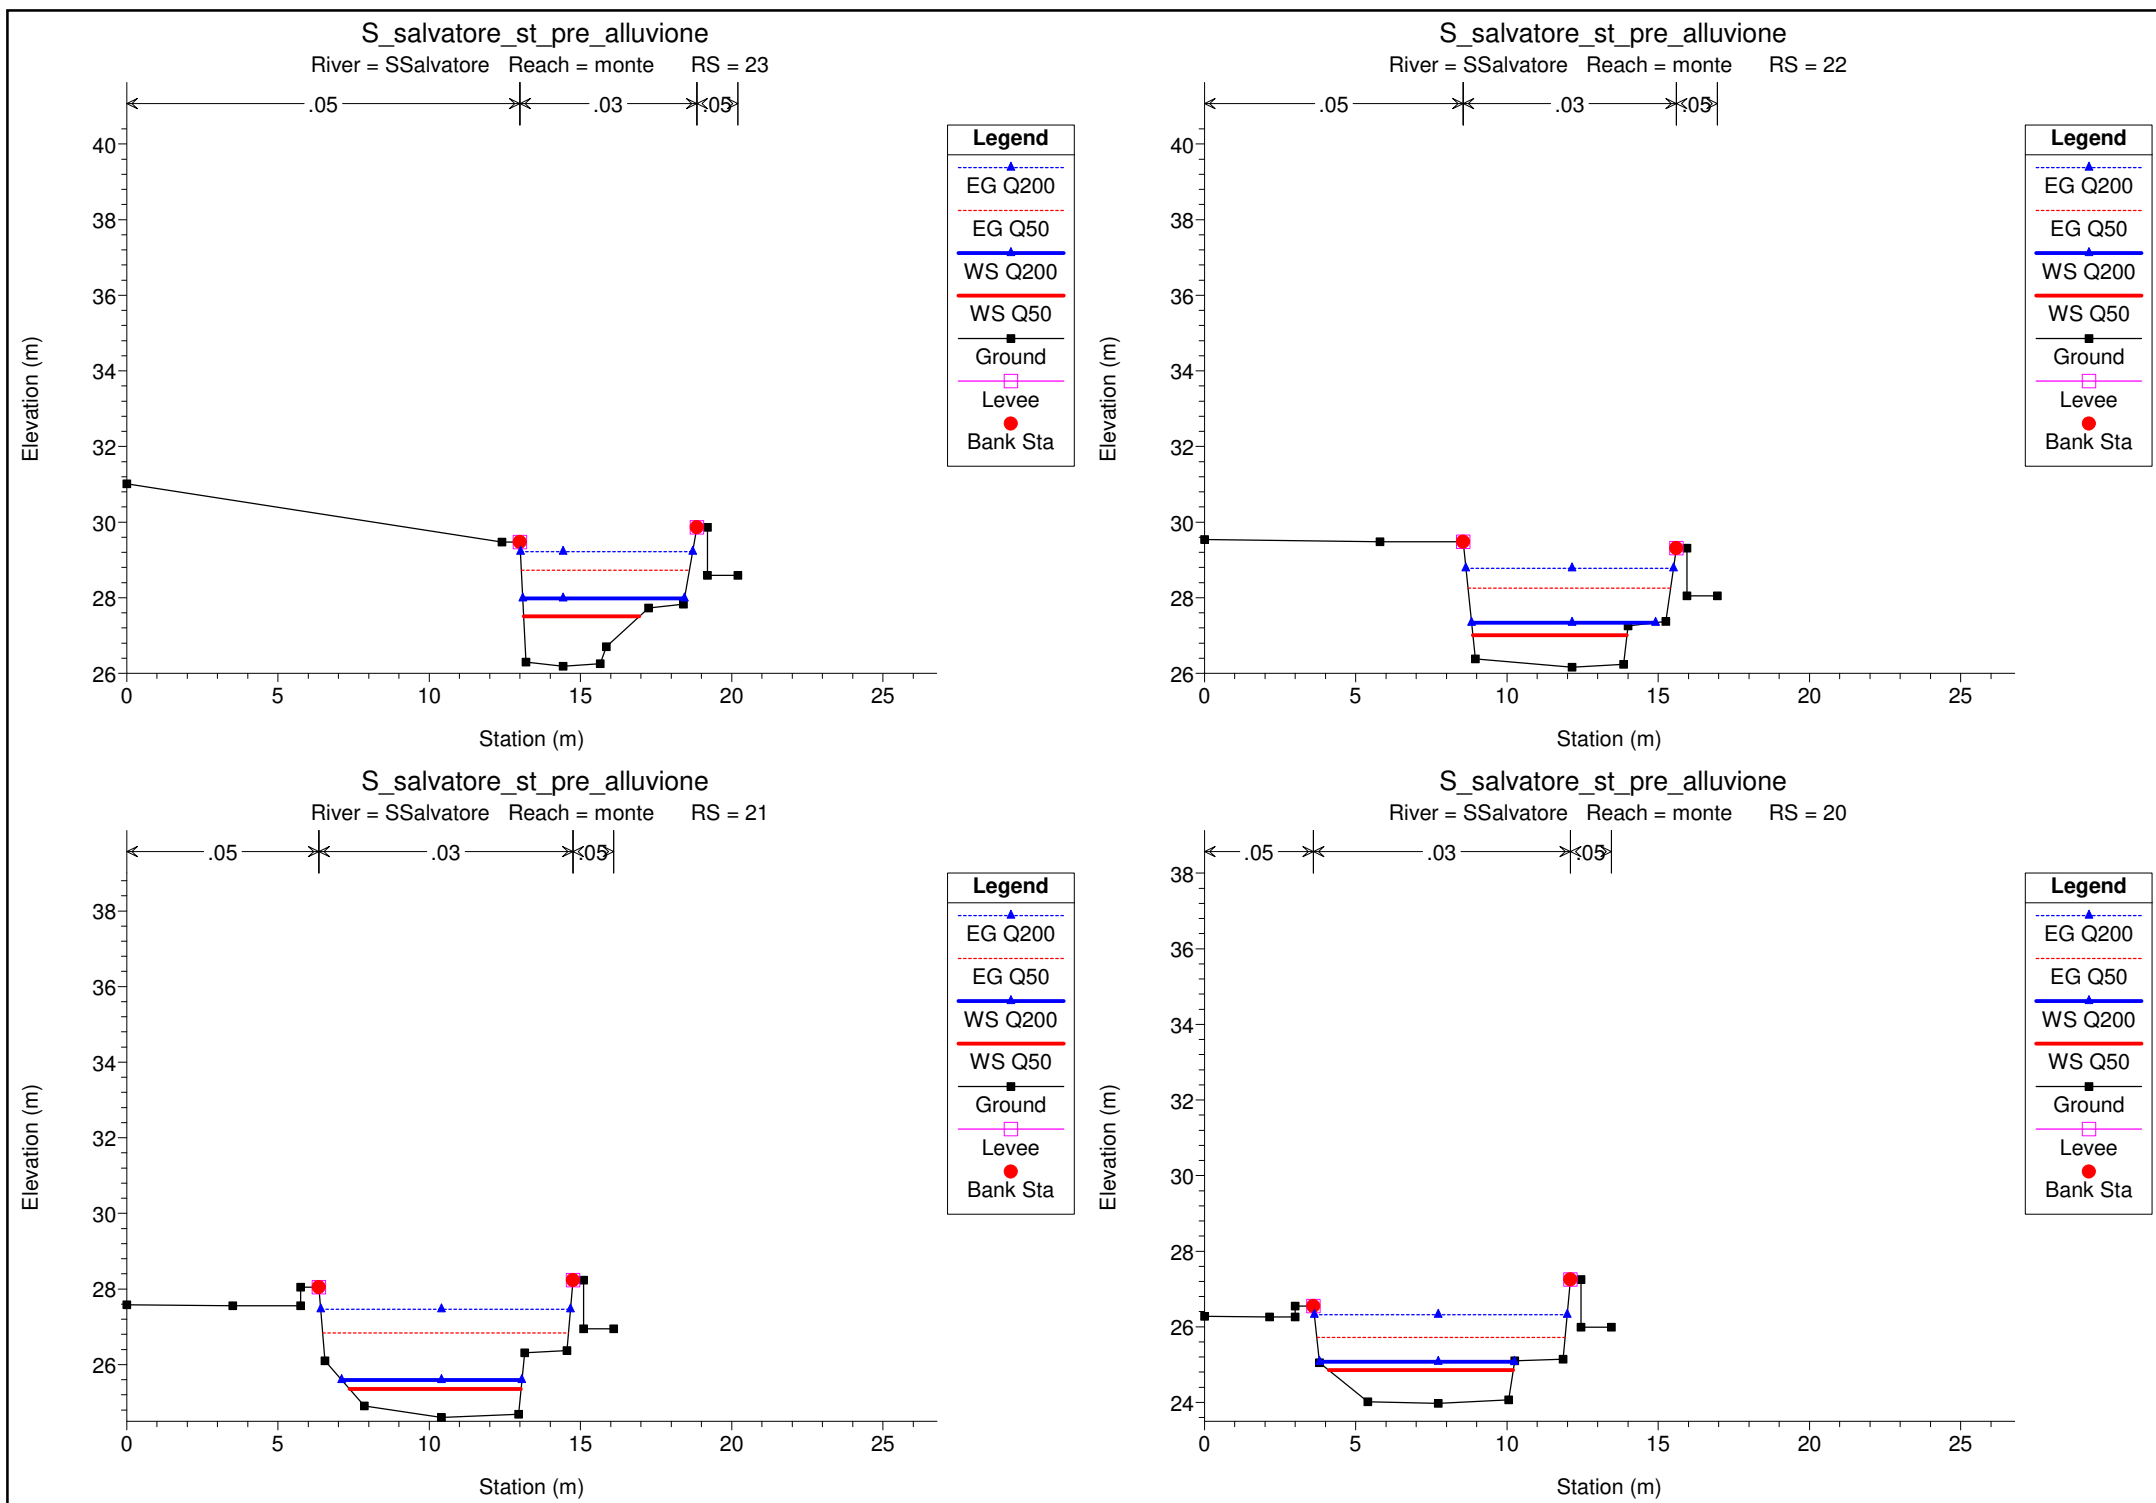 S_salvatore_st_pre_alluvione
River = SSalvatore Reach = monte RS = 23
.05 .03 .05
40
38
36
34
32
30
28
26
0 5 10 15 20 25
Elevation (m)
Station (m)
Legend
EG Q200
EG Q50
WS Q200
WS Q50
Ground
Levee
Bank Sta
S_salvatore_st_pre_alluvione
River = SSalvatore Reach = monte RS = 22
.05 .03 .05
40
38
36
34
32
30
28
26
0 5 10 15 20 25
Elevation (m)
Station (m)
Legend
EG Q200
EG Q50
WS Q200
WS Q50
Ground
Levee
Bank Sta
S_salvatore_st_pre_alluvione
River = SSalvatore Reach = monte RS = 21
.05 .03 .05
38
36
34
32
30
28
26
0 5 10 15 20 25
Elevation (m)
Station (m)
Legend
EG Q200
EG Q50
WS Q200
WS Q50
Ground
Levee
Bank Sta
S_salvatore_st_pre_alluvione
River = SSalvatore Reach = monte RS = 20
.05 .03 .05
38
36
34
32
30
28
26
24
0 5 10 15 20 25
Elevation (m)
Station (m)
Legend
EG Q200
EG Q50
WS Q200
WS Q50
Ground
Levee
Bank Sta